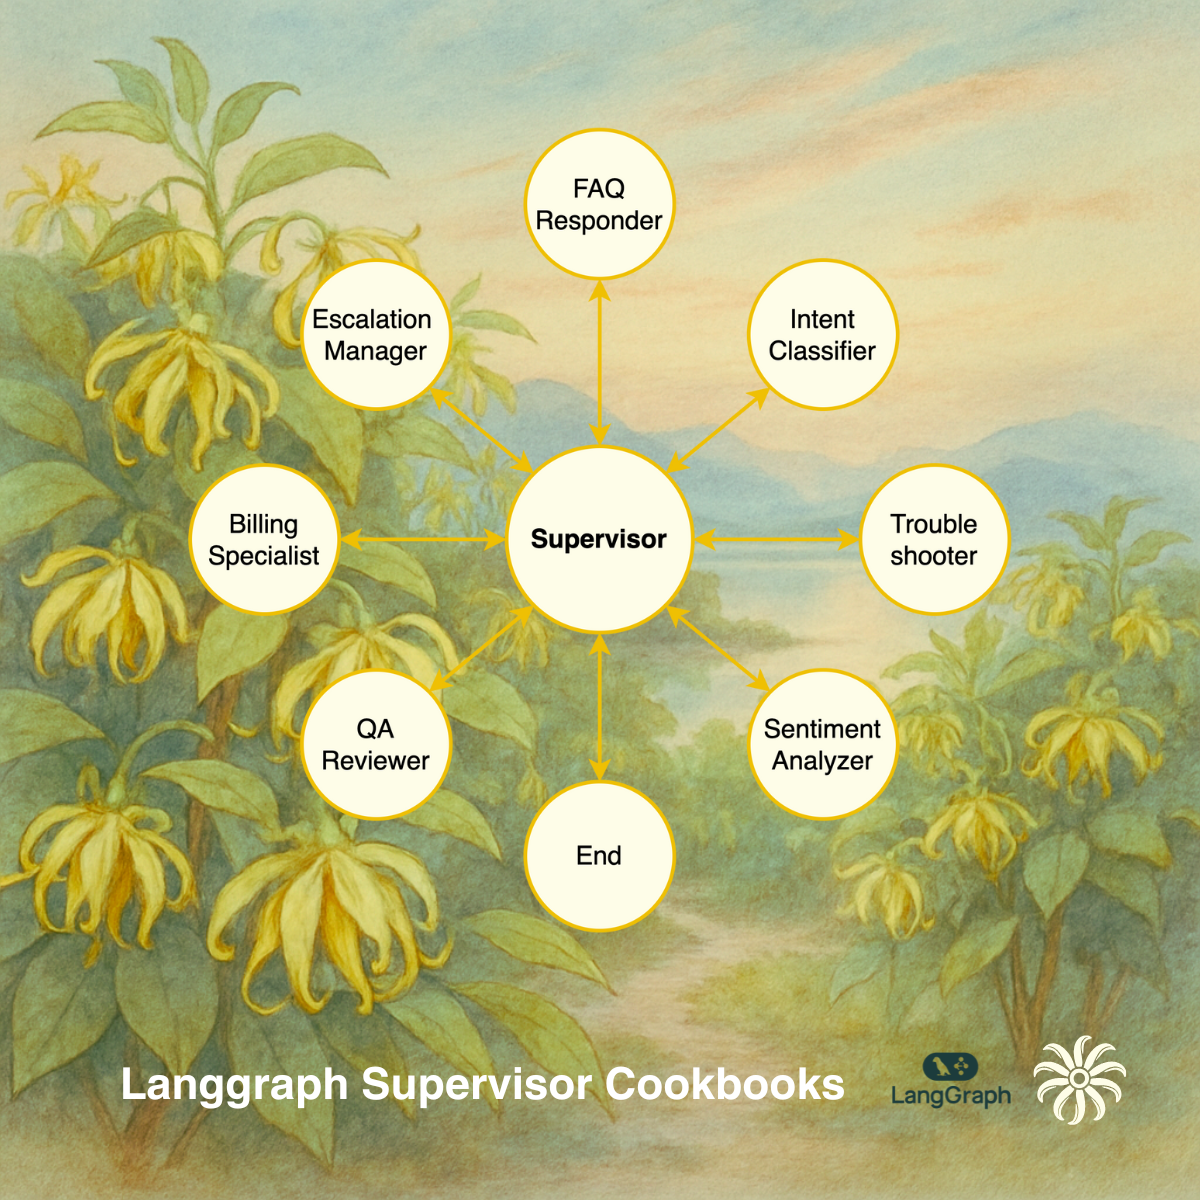 FAQ
Responder
Escalation
Manager
Intent
Classifier
Billing
Specialist
Supervisor
Trouble
shooter
QA
Reviewer
Sentiment
Analyzer
End
Langgraph Supervisor Cookbooks
LangGraph